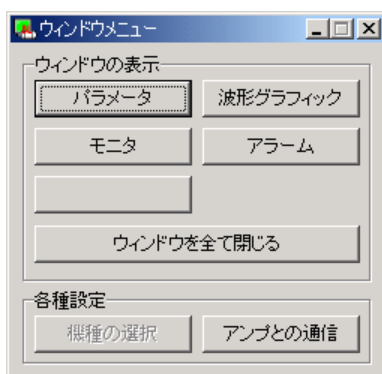 ウィンドウメニュー
ウィンドウの表示
パラメータ 波形グラフィック
モニタ アラーム
ウィンドウを全て閉じる
各種設定
機種の選択 アンプとの通信